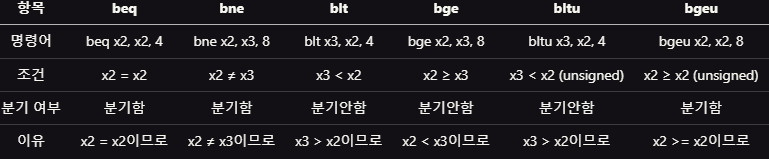 항목 beq bne blt bge bltu bgeu
명령어 beq x2, x2, 4 bne x2, x3, 8 blt x3, x2, 4 bge x2, x3, 8 bltu x3, x2, 4 bgeu x2, x2, 8
조건 x2 = x2 x2 ≠ x3 x3 < x2 x2 ≥ x3 x3 < x2 (unsigned) x2 ≥ x2 (unsigned)
분기 여부 분기함 분기함 분기안함 분기안함 분기안함 분기함
이유 x2 = x2이므로 x2 ≠ x3이므로 x3 > x2이므로 x2 < x3이므로 x3 > x2이므로 x2 >= x2이므로